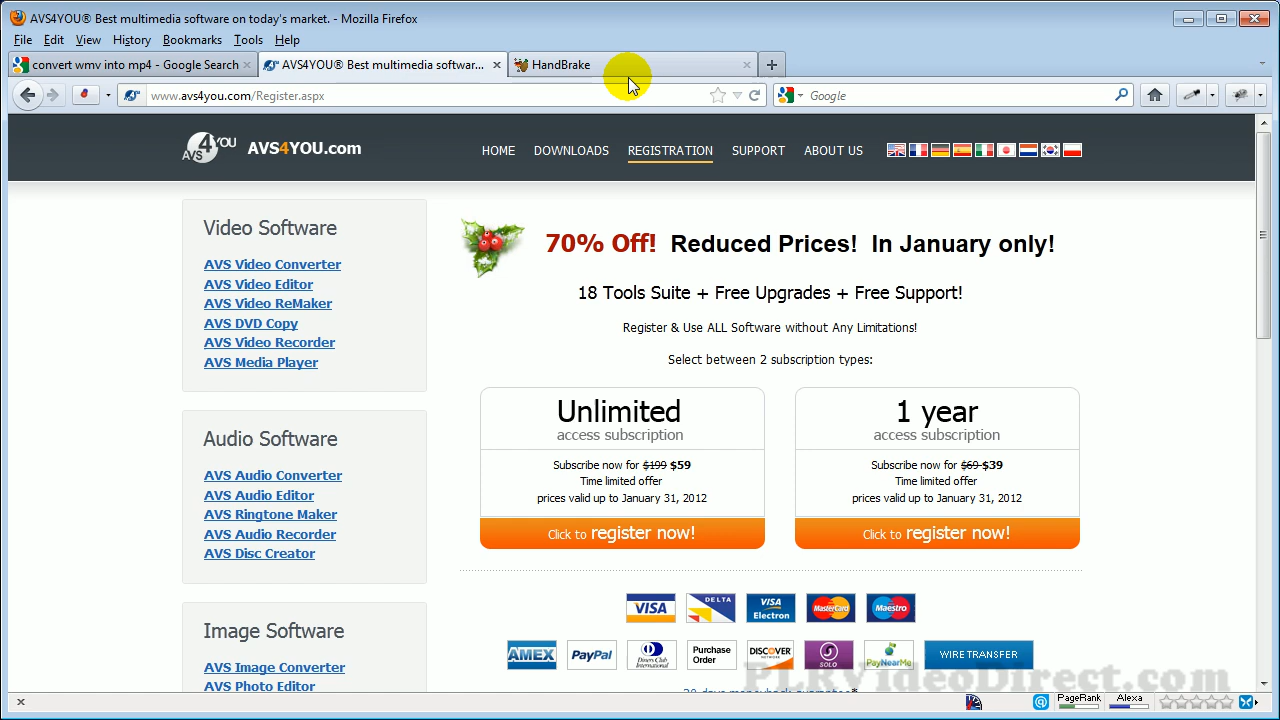 AVS4YOU® Best multimedia software on today's market. - Mozilla Firefox
File Edit View History Bookmarks Tools Help
convert wmv into mp4 - Google Search
AVS4YOU® Best multimedia softwar...
HandBrake
www.avs4you.com/Register.aspx
Google
AVS 4 YOU
AVS4YOU.com
HOME DOWNLOADS REGISTRATION SUPPORT ABOUT US
Video Software
AVS Video Converter
AVS Video Editor
AVS Video ReMaker
AVS DVD Copy
AVS Video Recorder
AVS Media Player
Audio Software
AVS Audio Converter
AVS Audio Editor
AVS Ringtone Maker
AVS Audio Recorder
AVS Disc Creator
Image Software
AVS Image Converter
AVS Photo Editor
70% Off! Reduced Prices! In January only!
18 Tools Suite + Free Upgrades + Free Support!
Register & Use ALL Software without Any Limitations!
Select between 2 subscription types:
Unlimited
access subscription
Subscribe now for $199 $59
Time limited offer
prices valid up to January 31, 2012
Click to register now!
1 year
access subscription
Subscribe now for $69 $39
Time limited offer
prices valid up to January 31, 2012
Click to register now!
VISA DELTA VISA Electron MasterCard Maestro
AMEX PayPal Diners Club International Purchase Order DISCOVER NETWORK SOLO PayNearMe WIRE TRANSFER
PLRVideoDirect.com
PageRank
Alexa